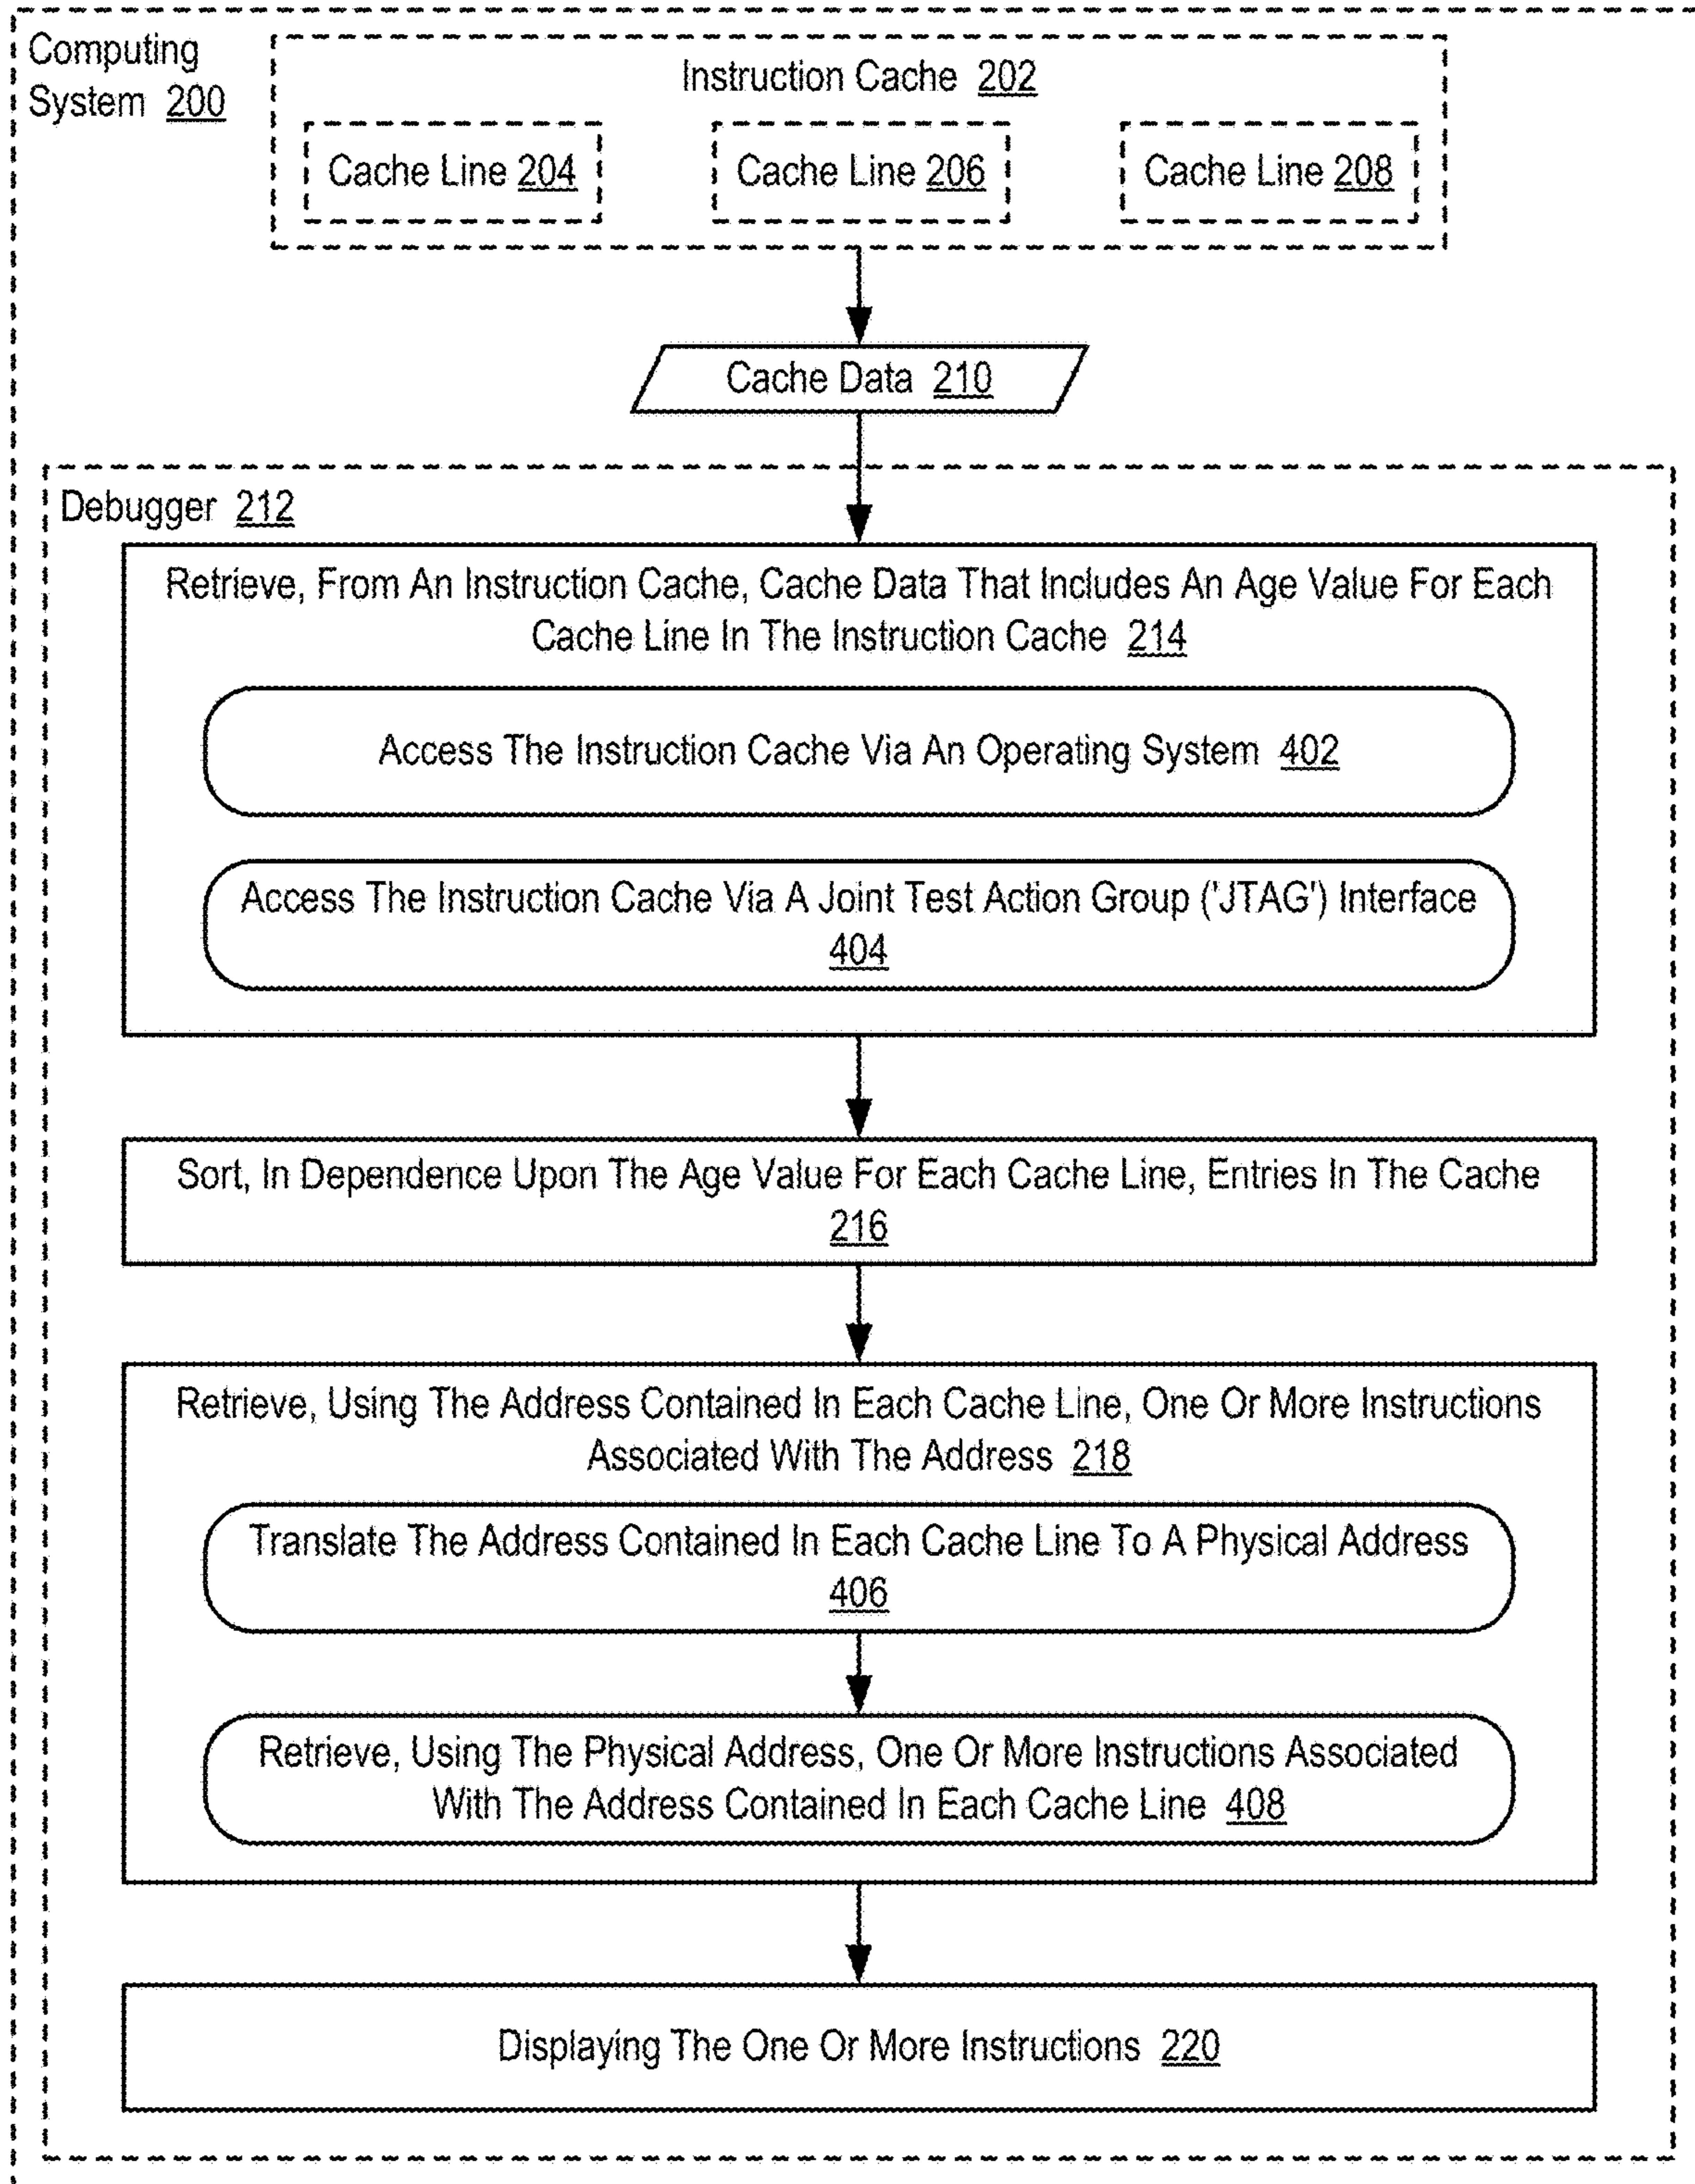 Computing
System 200
Instruction Cache 202
Cache Line 204
Cache Line 206
Cache Line 208
Cache Data 210
Debugger 212
Retrieve, From An Instruction Cache, Cache Data That Includes An Age Value For Each
Cache Line In The Instruction Cache 214
Access The Instruction Cache Via An Operating System 402
Access The Instruction Cache Via A Joint Test Action Group ('JTAG') Interface
404
Sort, In Dependence Upon The Age Value For Each Cache Line, Entries In The Cache
216
Retrieve, Using The Address Contained In Each Cache Line, One Or More Instructions
Associated With The Address 218
Translate The Address Contained In Each Cache Line To A Physical Address
406
Retrieve, Using The Physical Address, One Or More Instructions Associated
With The Address Contained In Each Cache Line 408
Displaying The One Or More Instructions 220